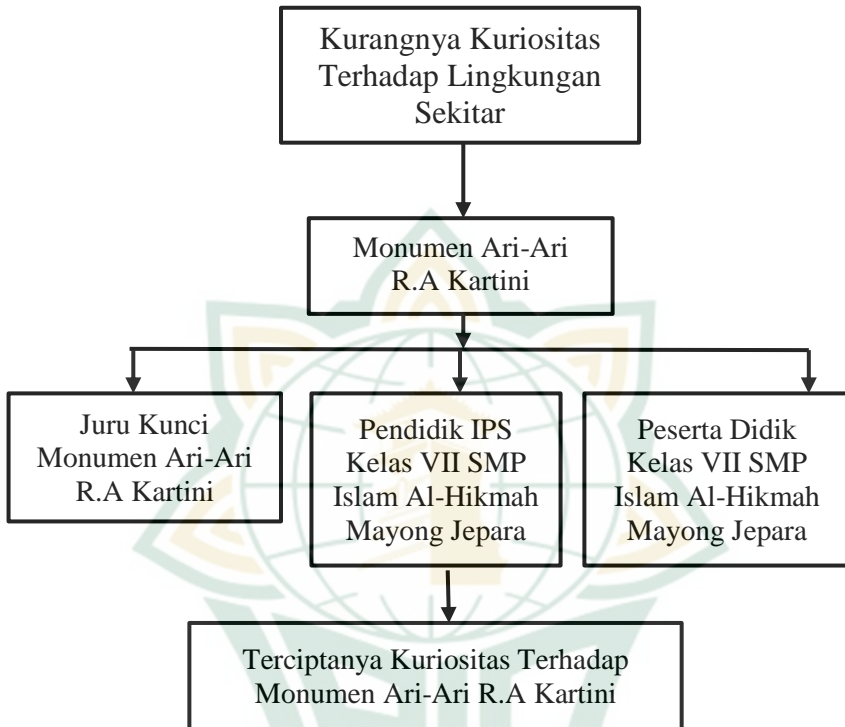 Kurangnya Kuriositas
Terhadap Lingkungan
Sekitar
Monumen Ari-Ari
R.A Kartini
Juru Kunci
Monumen Ari-Ari
R.A Kartini
Pendidik IPS
Kelas VII SMP
Islam Al-Hikmah
Mayong Jepara
Peserta Didik
Kelas VII SMP
Islam Al-Hikmah
Mayong Jepara
Terciptanya Kuriositas Terhadap
Monumen Ari-Ari R.A Kartini